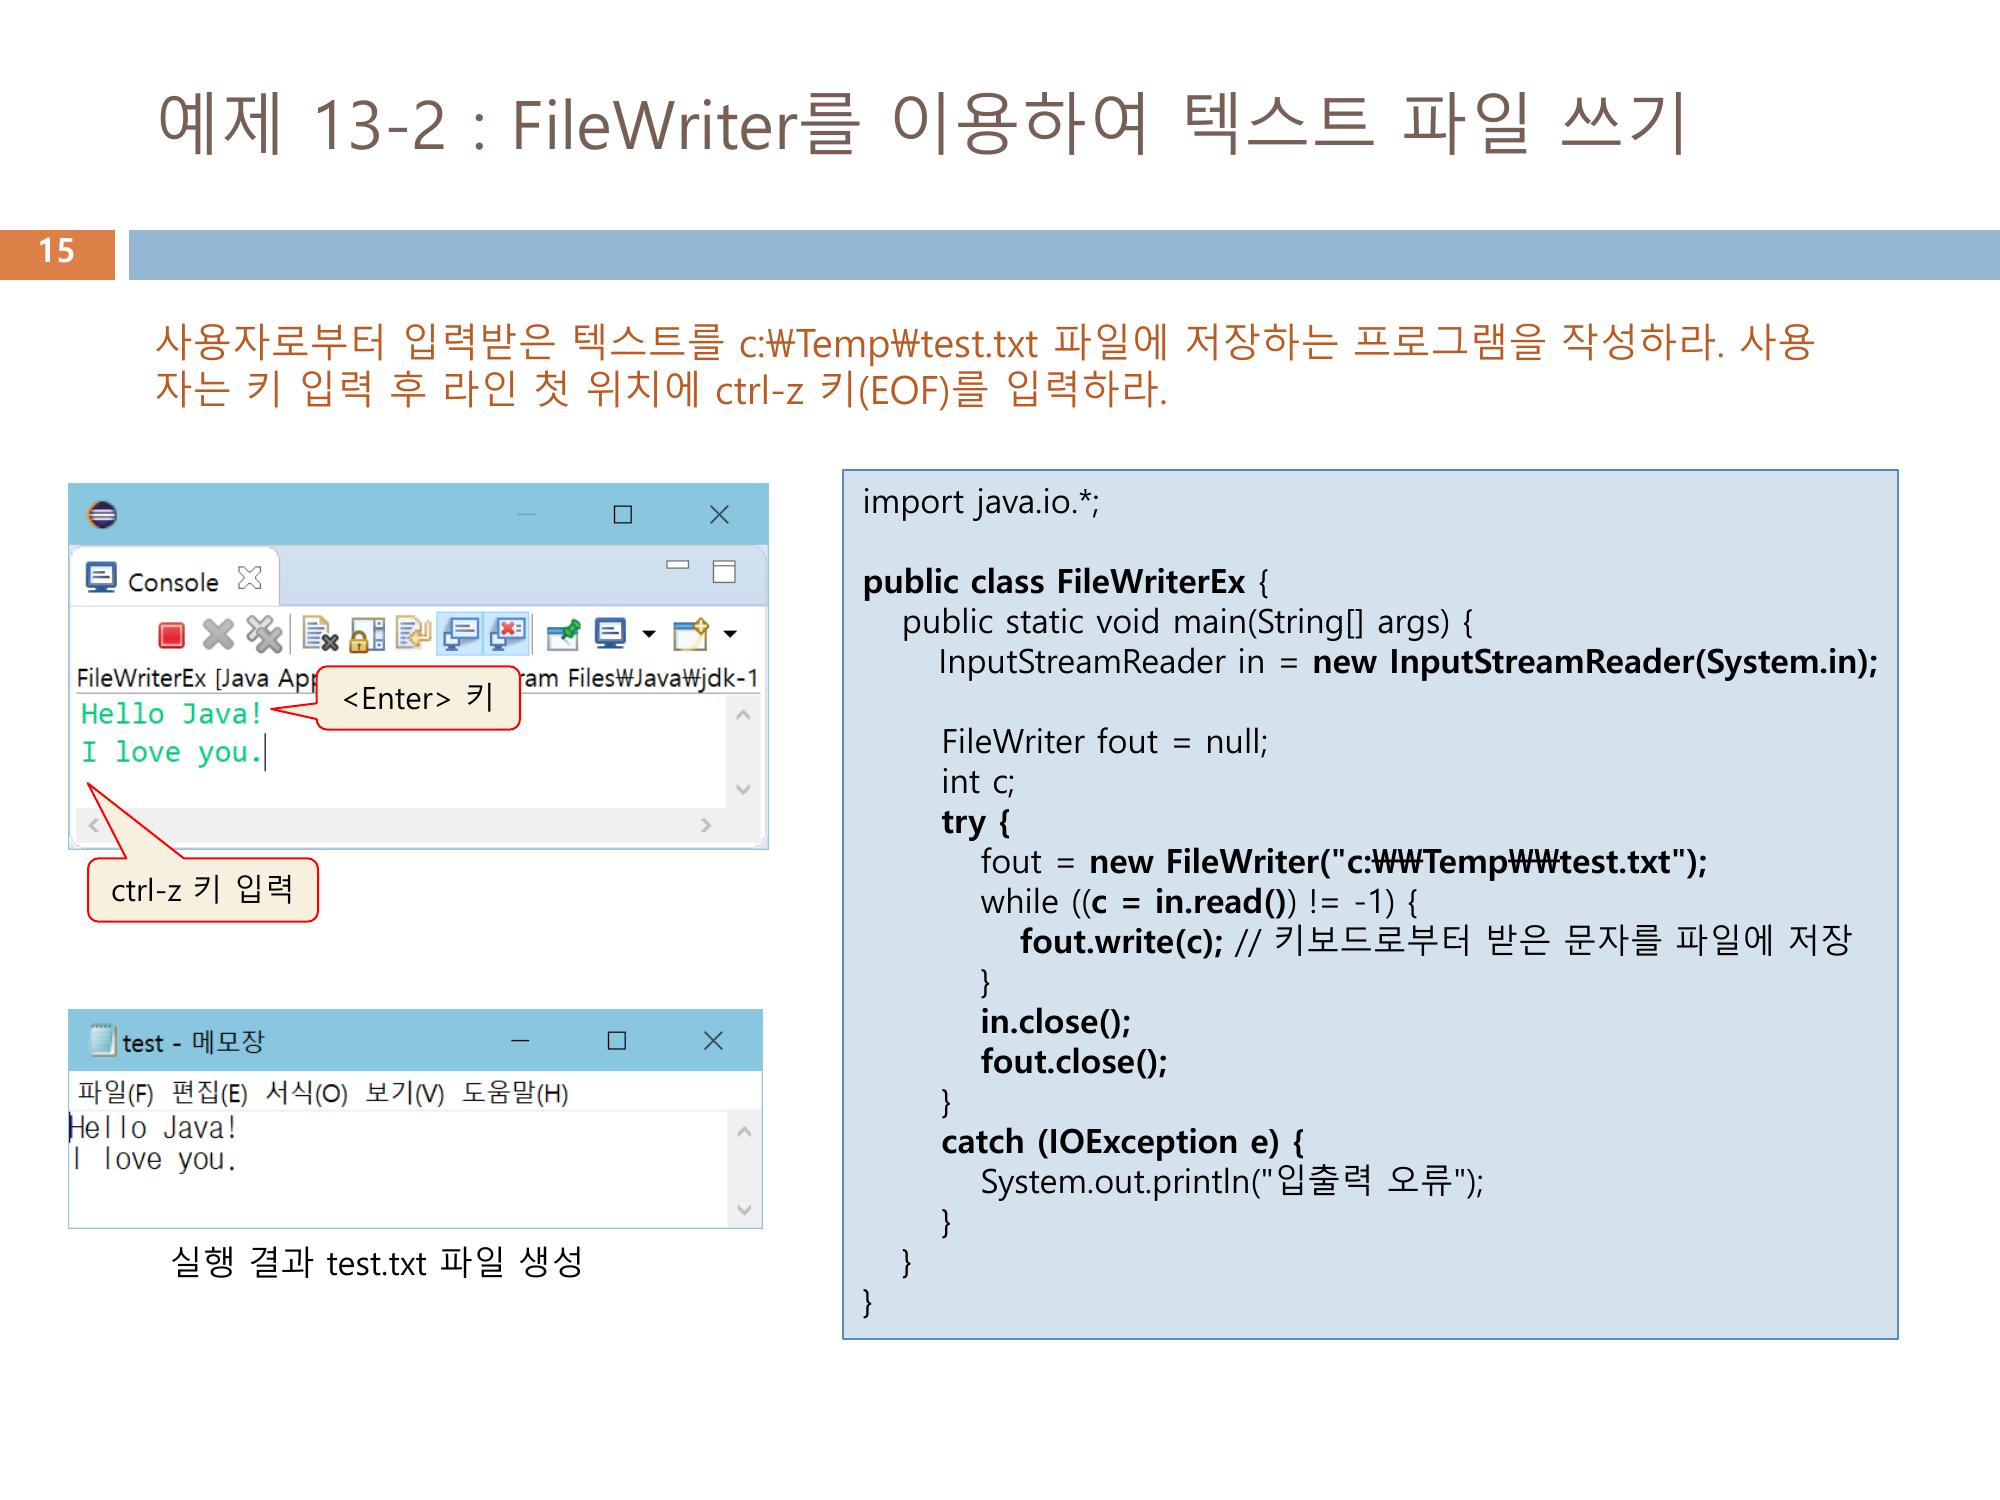 예제 13-2 : FileWriter를 이용하여 텍스트 파일 쓰기
15
사용자로부터 입력받은 텍스트를 c:₩Temp₩test.txt 파일에 저장하는 프로그램을 작성하라. 사용
자는 키 입력 후 라인 첫 위치에 ctrl-z 키(EOF)를 입력하라.
Console
FileWriterEx [Java App
ram Files₩Java₩jdk-1
<Enter> 키
Hello Java!
I love you.
ctrl-z 키 입력
test - 메모장
파일(F) 편집(E) 서식(O) 보기(V) 도움말(H)
Hello Java!
I love you.
실행 결과 test.txt 파일 생성
import java.io.*;
public class FileWriterEx {
public static void main(String[] args) {
InputStreamReader in = new InputStreamReader(System.in);
FileWriter fout = null;
int c;
try {
fout = new FileWriter("c:₩₩Temp₩₩test.txt");
while ((c = in.read()) != -1) {
fout.write(c); // 키보드로부터 받은 문자를 파일에 저장
}
in.close();
fout.close();
}
catch (IOException e) {
System.out.println("입출력 오류");
}
}
}